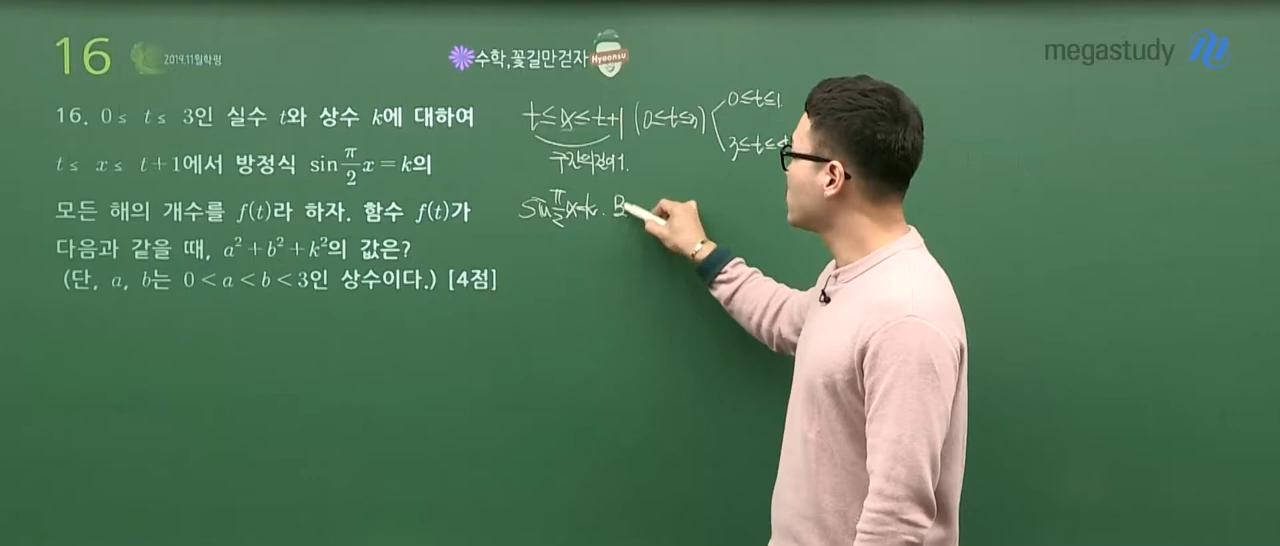 16
2019.11월학평
수학,꽃길만걷자
Hyeonsu
megastudy
16. 0≤ t≤ 3인 실수 t와 상수 k에 대하여
t≤ x≤ t+1에서 방정식 sin π/2 x = k의
모든 해의 개수를 f(t)라 하자. 함수 f(t)가
다음과 같을 때, a² + b² + k²의 값은?
(단, a, b는 0 < a < b < 3인 상수이다.) [4점]
t≤x≤t+1
0≤t≤1
3≤t≤
구간의길이1.
sin π/2 x=k.